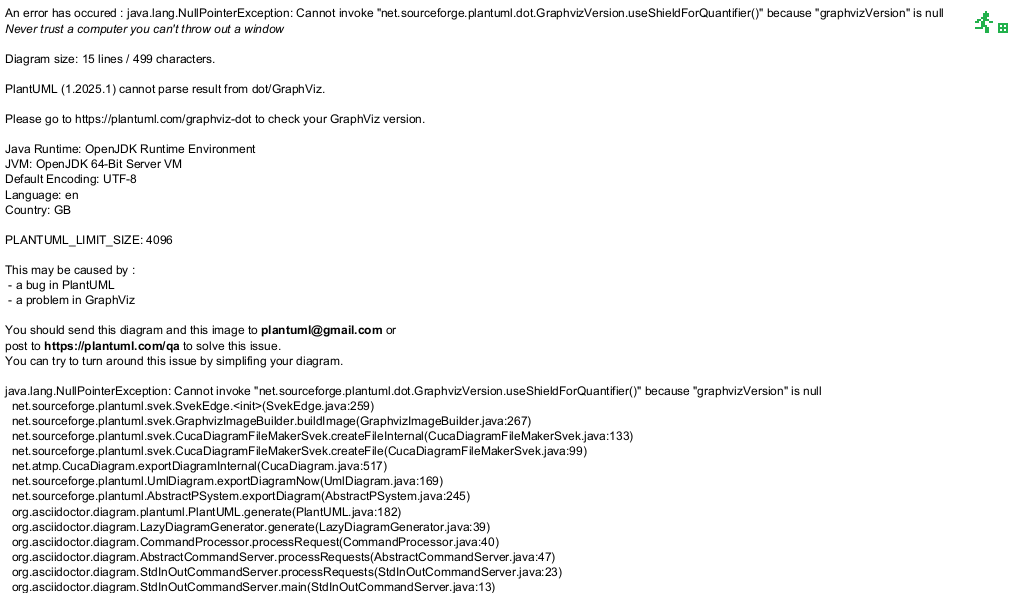 An error has occured : java.lang.NullPointerException: Cannot invoke "net.sourceforge.plantuml.dot.GraphvizVersion.useShieldForQuantifier()" because "graphvizVersion" is null
Never trust a computer you can't throw out a window
Diagram size: 15 lines / 499 characters.
PlantUML (1.2025.1) cannot parse result from dot/GraphViz.
Please go to https://plantuml.com/graphviz-dot to check your GraphViz version.
Java Runtime: OpenJDK Runtime Environment
JVM: OpenJDK 64-Bit Server VM
Default Encoding: UTF-8
Language: en
Country: GB
PLANTUML_LIMIT_SIZE: 4096
This may be caused by :
- a bug in PlantUML
- a problem in GraphViz
You should send this diagram and this image to plantuml@gmail.com or
post to https://plantuml.com/qa to solve this issue.
You can try to turn around this issue by simplifing your diagram.
java.lang.NullPointerException: Cannot invoke "net.sourceforge.plantuml.dot.GraphvizVersion.useShieldForQuantifier()" because "graphvizVersion" is null
net.sourceforge.plantuml.svek.SvekEdge.<init>(SvekEdge.java:259)
net.sourceforge.plantuml.svek.GraphvizImageBuilder.buildImage(GraphvizImageBuilder.java:267)
net.sourceforge.plantuml.svek.CucaDiagramFileMakerSvek.createFileInternal(CucaDiagramFileMakerSvek.java:133)
net.sourceforge.plantuml.svek.CucaDiagramFileMakerSvek.createFile(CucaDiagramFileMakerSvek.java:99)
net.atmp.CucaDiagram.exportDiagramInternal(CucaDiagram.java:517)
net.sourceforge.plantuml.UmlDiagram.exportDiagramNow(UmlDiagram.java:169)
net.sourceforge.plantuml.AbstractPSystem.exportDiagram(AbstractPSystem.java:245)
org.asciidoctor.diagram.plantuml.PlantUML.generate(PlantUML.java:182)
org.asciidoctor.diagram.LazyDiagramGenerator.generate(LazyDiagramGenerator.java:39)
org.asciidoctor.diagram.CommandProcessor.processRequest(CommandProcessor.java:40)
org.asciidoctor.diagram.AbstractCommandServer.processRequests(AbstractCommandServer.java:47)
org.asciidoctor.diagram.StdInOutCommandServer.processRequests(StdInOutCommandServer.java:23)
org.asciidoctor.diagram.StdInOutCommandServer.main(StdInOutCommandServer.java:13)